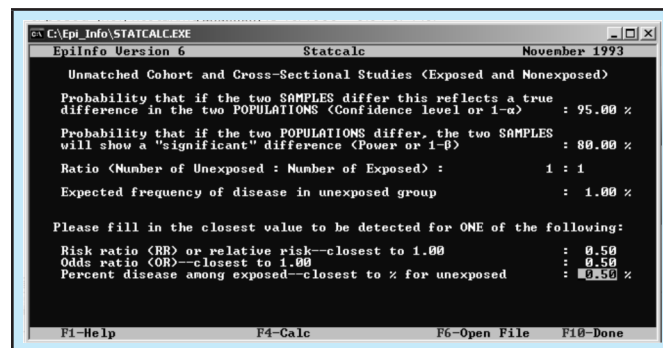 C:\Epi_Info\STATCALC.EXE
EpiInfo Version 6 Statcalc November 1993
Unmatched Cohort and Cross-Sectional Studies (Exposed and Nonexposed)
Probability that if the two SAMPLES differ this reflects a true
difference in the two POPULATIONS (Confidence level or 1-α) : 95.00 %
Probability that if the two POPULATIONS differ, the two SAMPLES
will show a "significant" difference (Power or 1-β) : 80.00 %
Ratio (Number of Unexposed : Number of Exposed) : 1 : 1
Expected frequency of disease in unexposed group : 1.00 %
Please fill in the closest value to be detected for ONE of the following:
Risk ratio (RR) or relative risk--closest to 1.00 : 0.50
Odds ratio (OR)--closest to 1.00 : 0.50
Percent disease among exposed--closest to % for unexposed : 0.50 %
F1-Help F4-Calc F6-Open File F10-Done